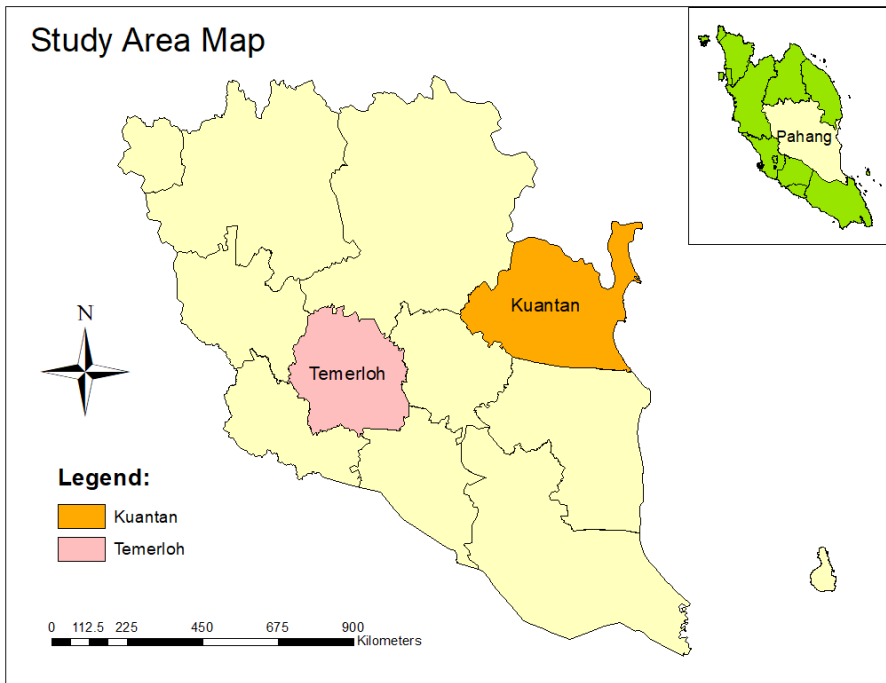 Study Area Map
Pahang
Kuantan
N
Temerloh
Legend:
Kuantan
Temerloh
0 112.5 225 450 675 900
Kilometers